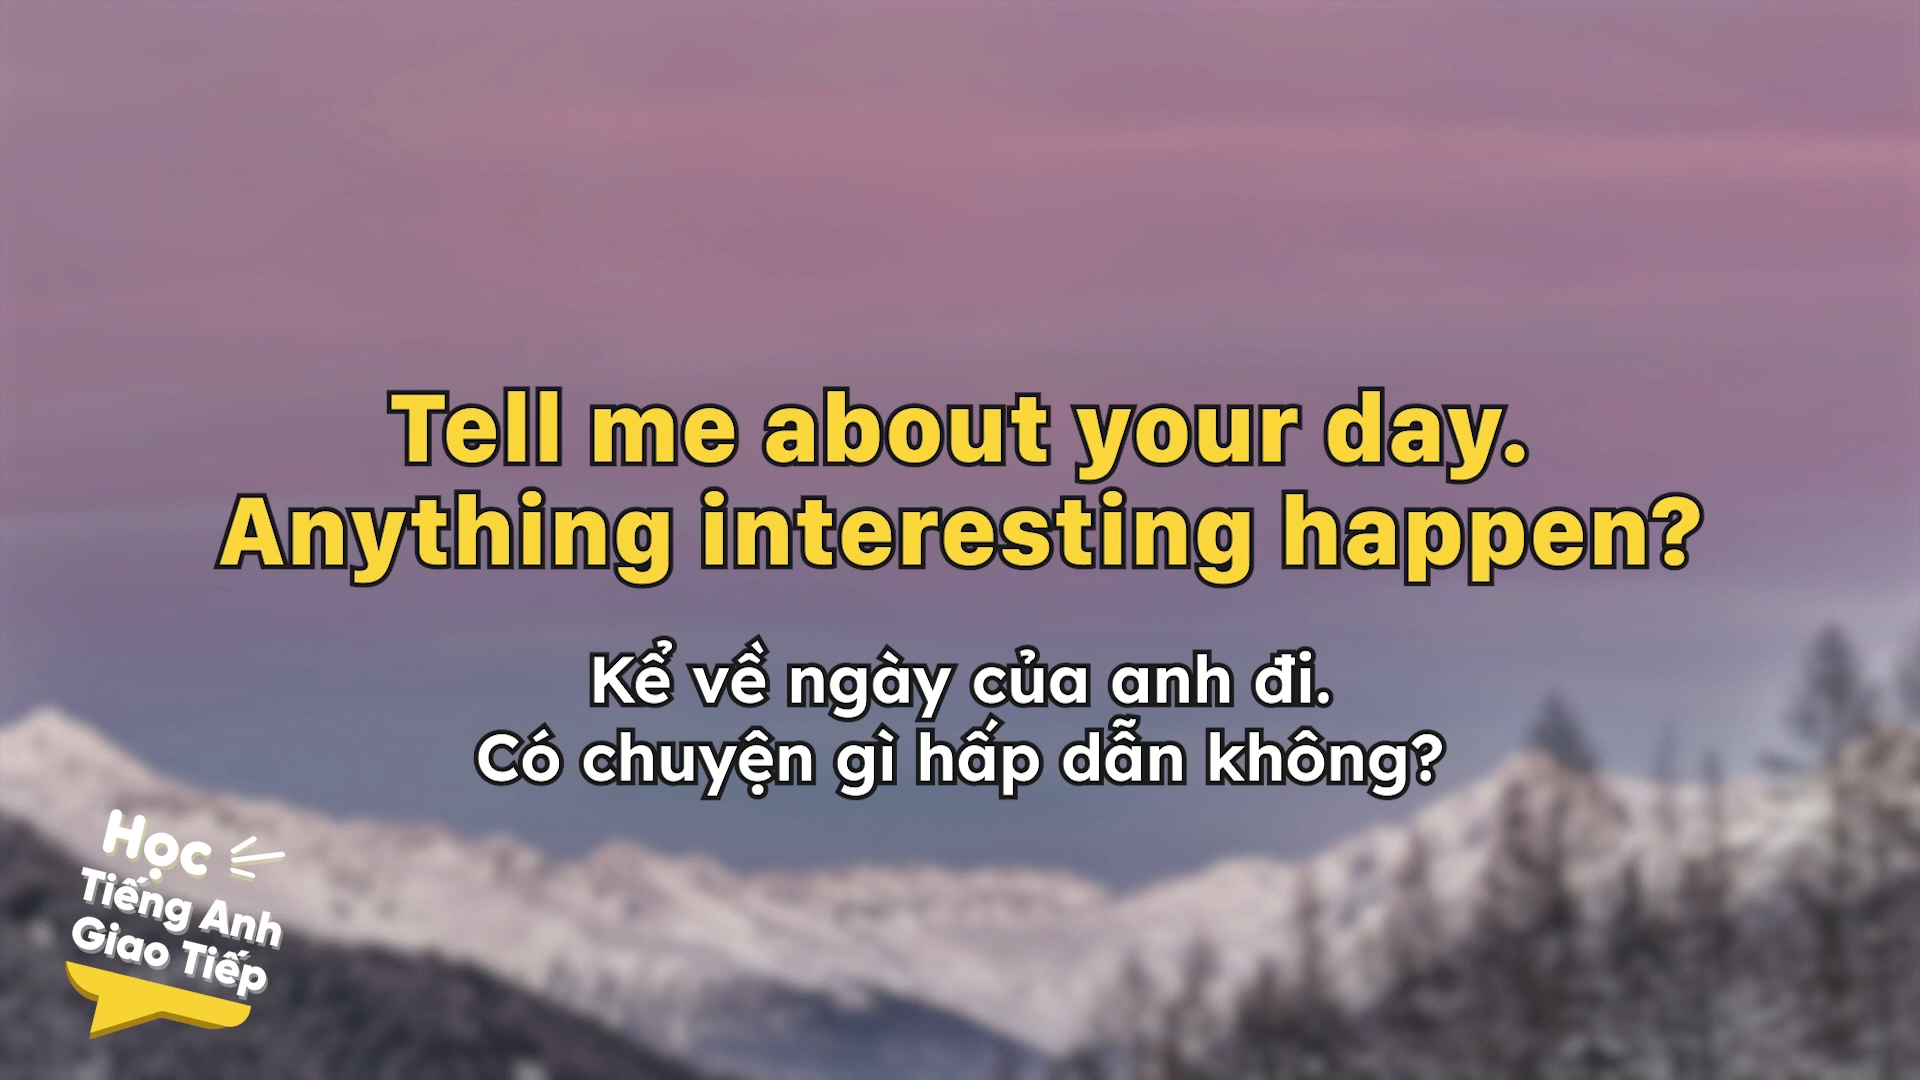 Tell me about your day.
Anything interesting happen?
Kể về ngày của anh đi.
Có chuyện gì hấp dẫn không?
Học
Tiếng Anh
Giao Tiếp